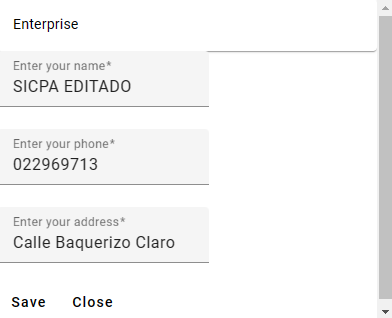 Enterprise
Enter your name*
SICPA EDITADO
Enter your phone*
022969713
Enter your address*
Calle Baquerizo Claro
Save Close